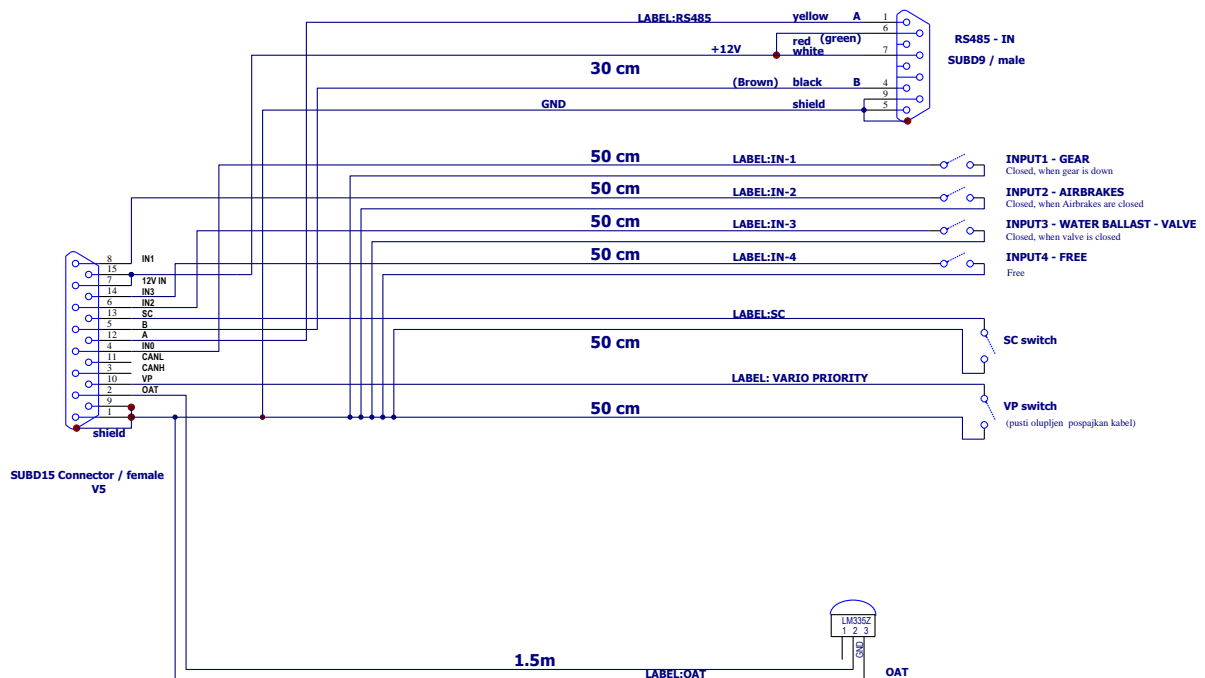 LABEL:RS485 yellow A 1
6
red (green)
+12V white 7
RS485 - IN
SUBD9 / male
30 cm
(Brown) black B 4
9
GND shield 5
50 cm LABEL:IN-1 INPUT1 - GEAR
Closed, when gear is down
50 cm LABEL:IN-2 INPUT2 - AIRBRAKES
Closed, when Airbrakes are closed
50 cm LABEL:IN-3 INPUT3 - WATER BALLAST - VALVE
Closed, when valve is closed
50 cm LABEL:IN-4 INPUT4 - FREE
Free
8 IN1
15
7 12V IN
14 IN3
6 IN2
13 SC
5 B
12 A
4 IN0
11 CANL
3 CANH
10 VP
2 OAT
9
1
shield
LABEL:SC
50 cm
SC switch
LABEL: VARIO PRIORITY
50 cm
VP switch
(pusti olupljen pospajkan kabel)
SUBD15 Connector / female
V5
LM335Z
1 2 3
GND
1.5m
LABEL:OAT
OAT